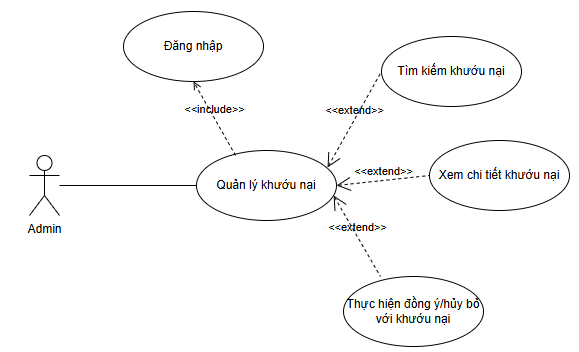 Đăng nhập
Tìm kiếm khướu nại
<<include>>
<<extend>>
<<extend>>
Xem chi tiết khướu nại
Quản lý khướu nại
Admin
<<extend>>
Thực hiện đồng ý/hủy bỏ
với khướu nại